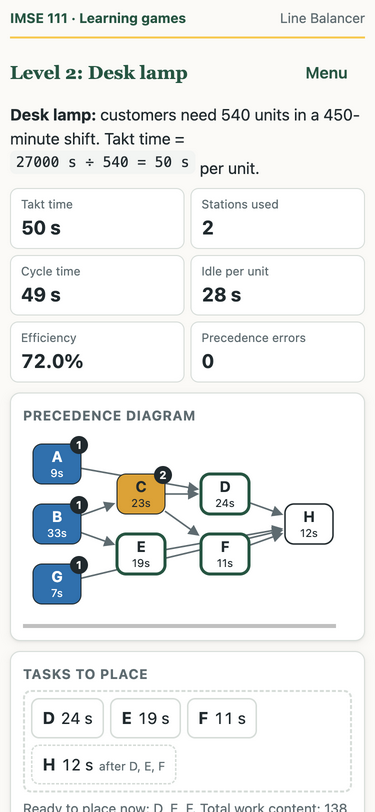 IMSE 111 · Learning games
Line Balancer
Level 2: Desk lamp
Menu
Desk lamp: customers need 540 units in a 450-
minute shift. Takt time =
27000 s ÷ 540 = 50 s per unit.
Takt time
50 s
Stations used
2
Cycle time
49 s
Idle per unit
28 s
Efficiency
72.0%
Precedence errors
0
PRECEDENCE DIAGRAM
A
9s
1
B
33s
1
G
7s
1
C
23s
2
E
19s
D
24s
F
11s
H
12s
TASKS TO PLACE
D 24 s
E 19 s
F 11 s
H 12 s after D, E, F
Ready to place now: D, E, F. Total work content: 138